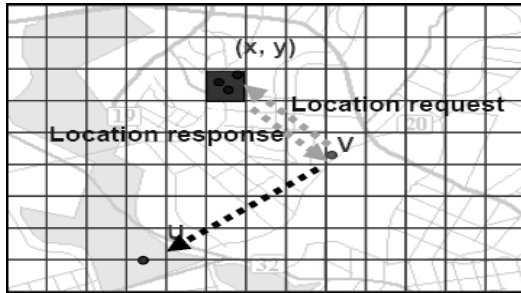 (x, y)
Location request
19
20
Location response
V
u
32